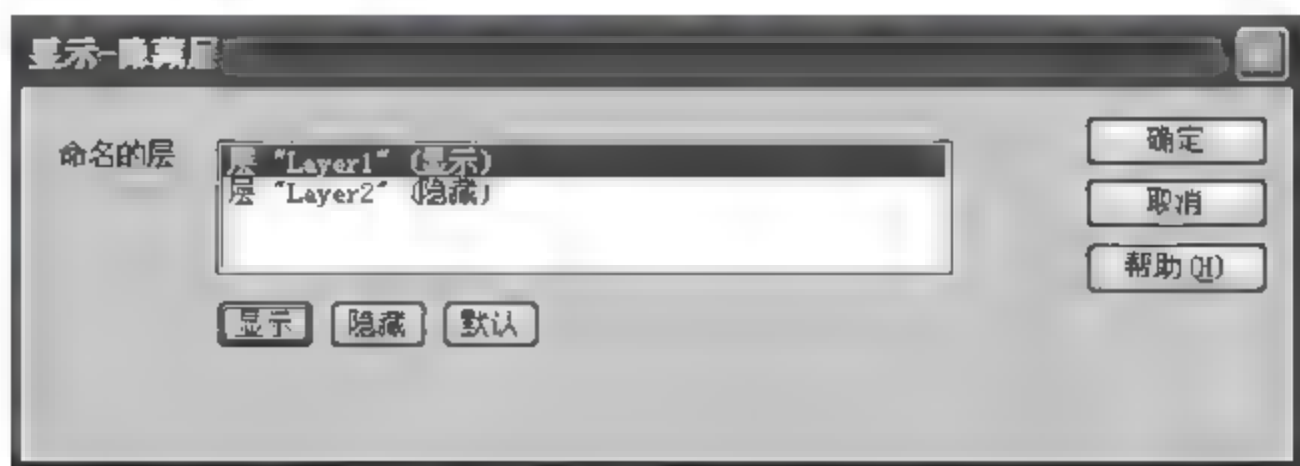 显示-隐藏层
命名的层
层 "Layer1" (显示)
层 "Layer2" (隐藏)
确定
取消
帮助(H)
显示 隐藏 默认